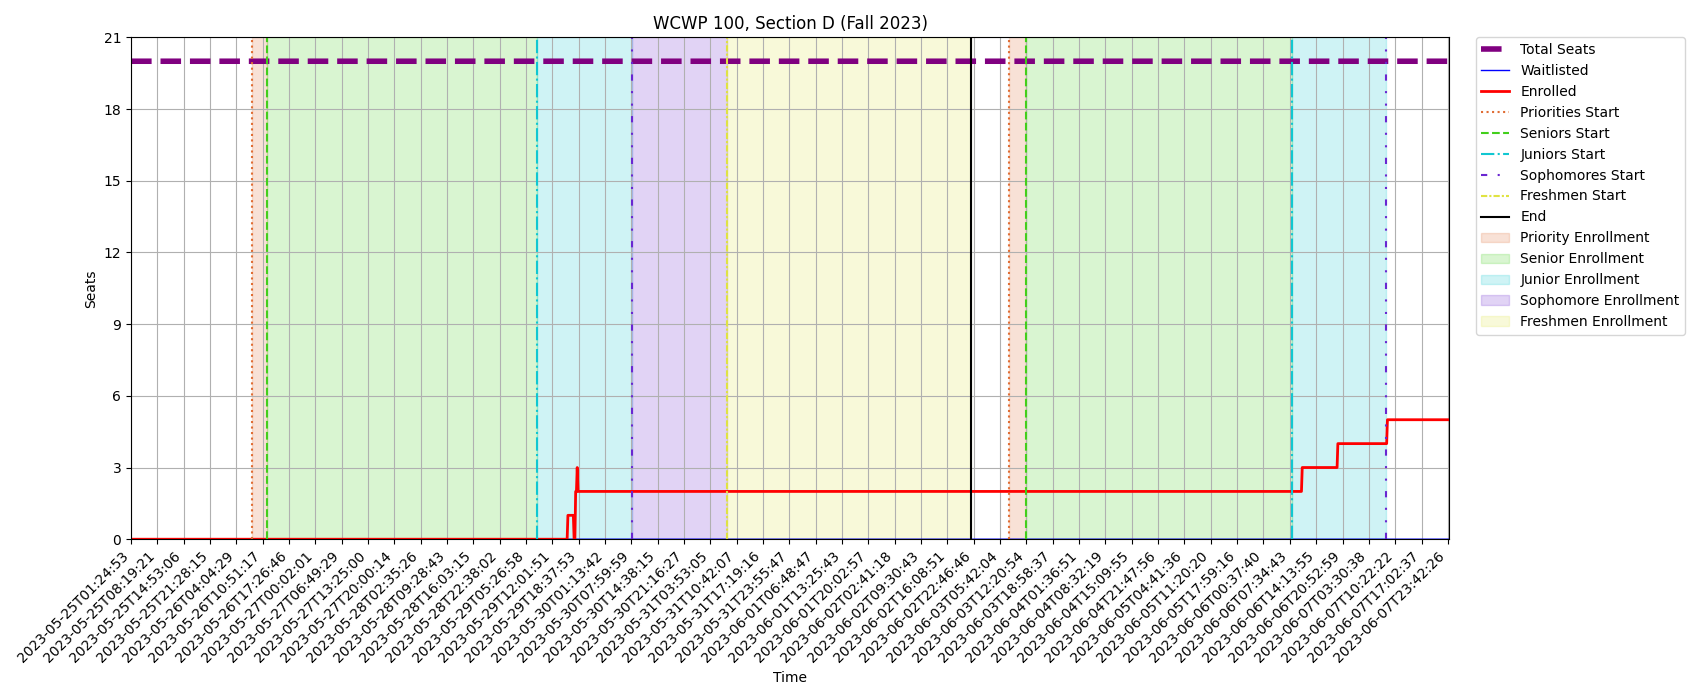 WCWP 100, Section D (Fall 2023)
Seats
21
18
15
12
9
6
3
0
2023-05-25T01:24:53
2023-05-25T08:19:21
2023-05-25T14:53:06
2023-05-25T21:28:15
2023-05-26T04:04:29
2023-05-26T10:51:17
2023-05-26T17:26:46
2023-05-27T00:02:01
2023-05-27T06:49:29
2023-05-27T13:25:00
2023-05-27T20:00:14
2023-05-28T02:35:26
2023-05-28T09:28:43
2023-05-28T16:03:15
2023-05-28T22:38:02
2023-05-29T05:26:58
2023-05-29T12:01:51
2023-05-29T18:37:53
2023-05-30T01:13:42
2023-05-30T07:59:59
2023-05-30T14:38:15
2023-05-30T21:16:27
2023-05-31T03:53:05
2023-05-31T10:42:07
2023-05-31T17:19:16
2023-05-31T23:55:47
2023-06-01T06:48:47
2023-06-01T13:25:43
2023-06-01T20:02:57
2023-06-02T02:41:18
2023-06-02T09:30:43
2023-06-02T16:08:51
2023-06-02T22:46:46
2023-06-03T05:42:04
2023-06-03T12:20:54
2023-06-03T18:58:37
2023-06-04T01:36:51
2023-06-04T08:32:19
2023-06-04T15:09:55
2023-06-04T21:47:56
2023-06-05T04:41:36
2023-06-05T11:20:20
2023-06-05T17:59:16
2023-06-06T00:37:40
2023-06-06T07:34:43
2023-06-06T14:13:55
2023-06-06T20:52:59
2023-06-07T03:30:38
2023-06-07T10:22:22
2023-06-07T17:02:37
2023-06-07T23:42:26
Time
Total Seats
Waitlisted
Enrolled
Priorities Start
Seniors Start
Juniors Start
Sophomores Start
Freshmen Start
End
Priority Enrollment
Senior Enrollment
Junior Enrollment
Sophomore Enrollment
Freshmen Enrollment